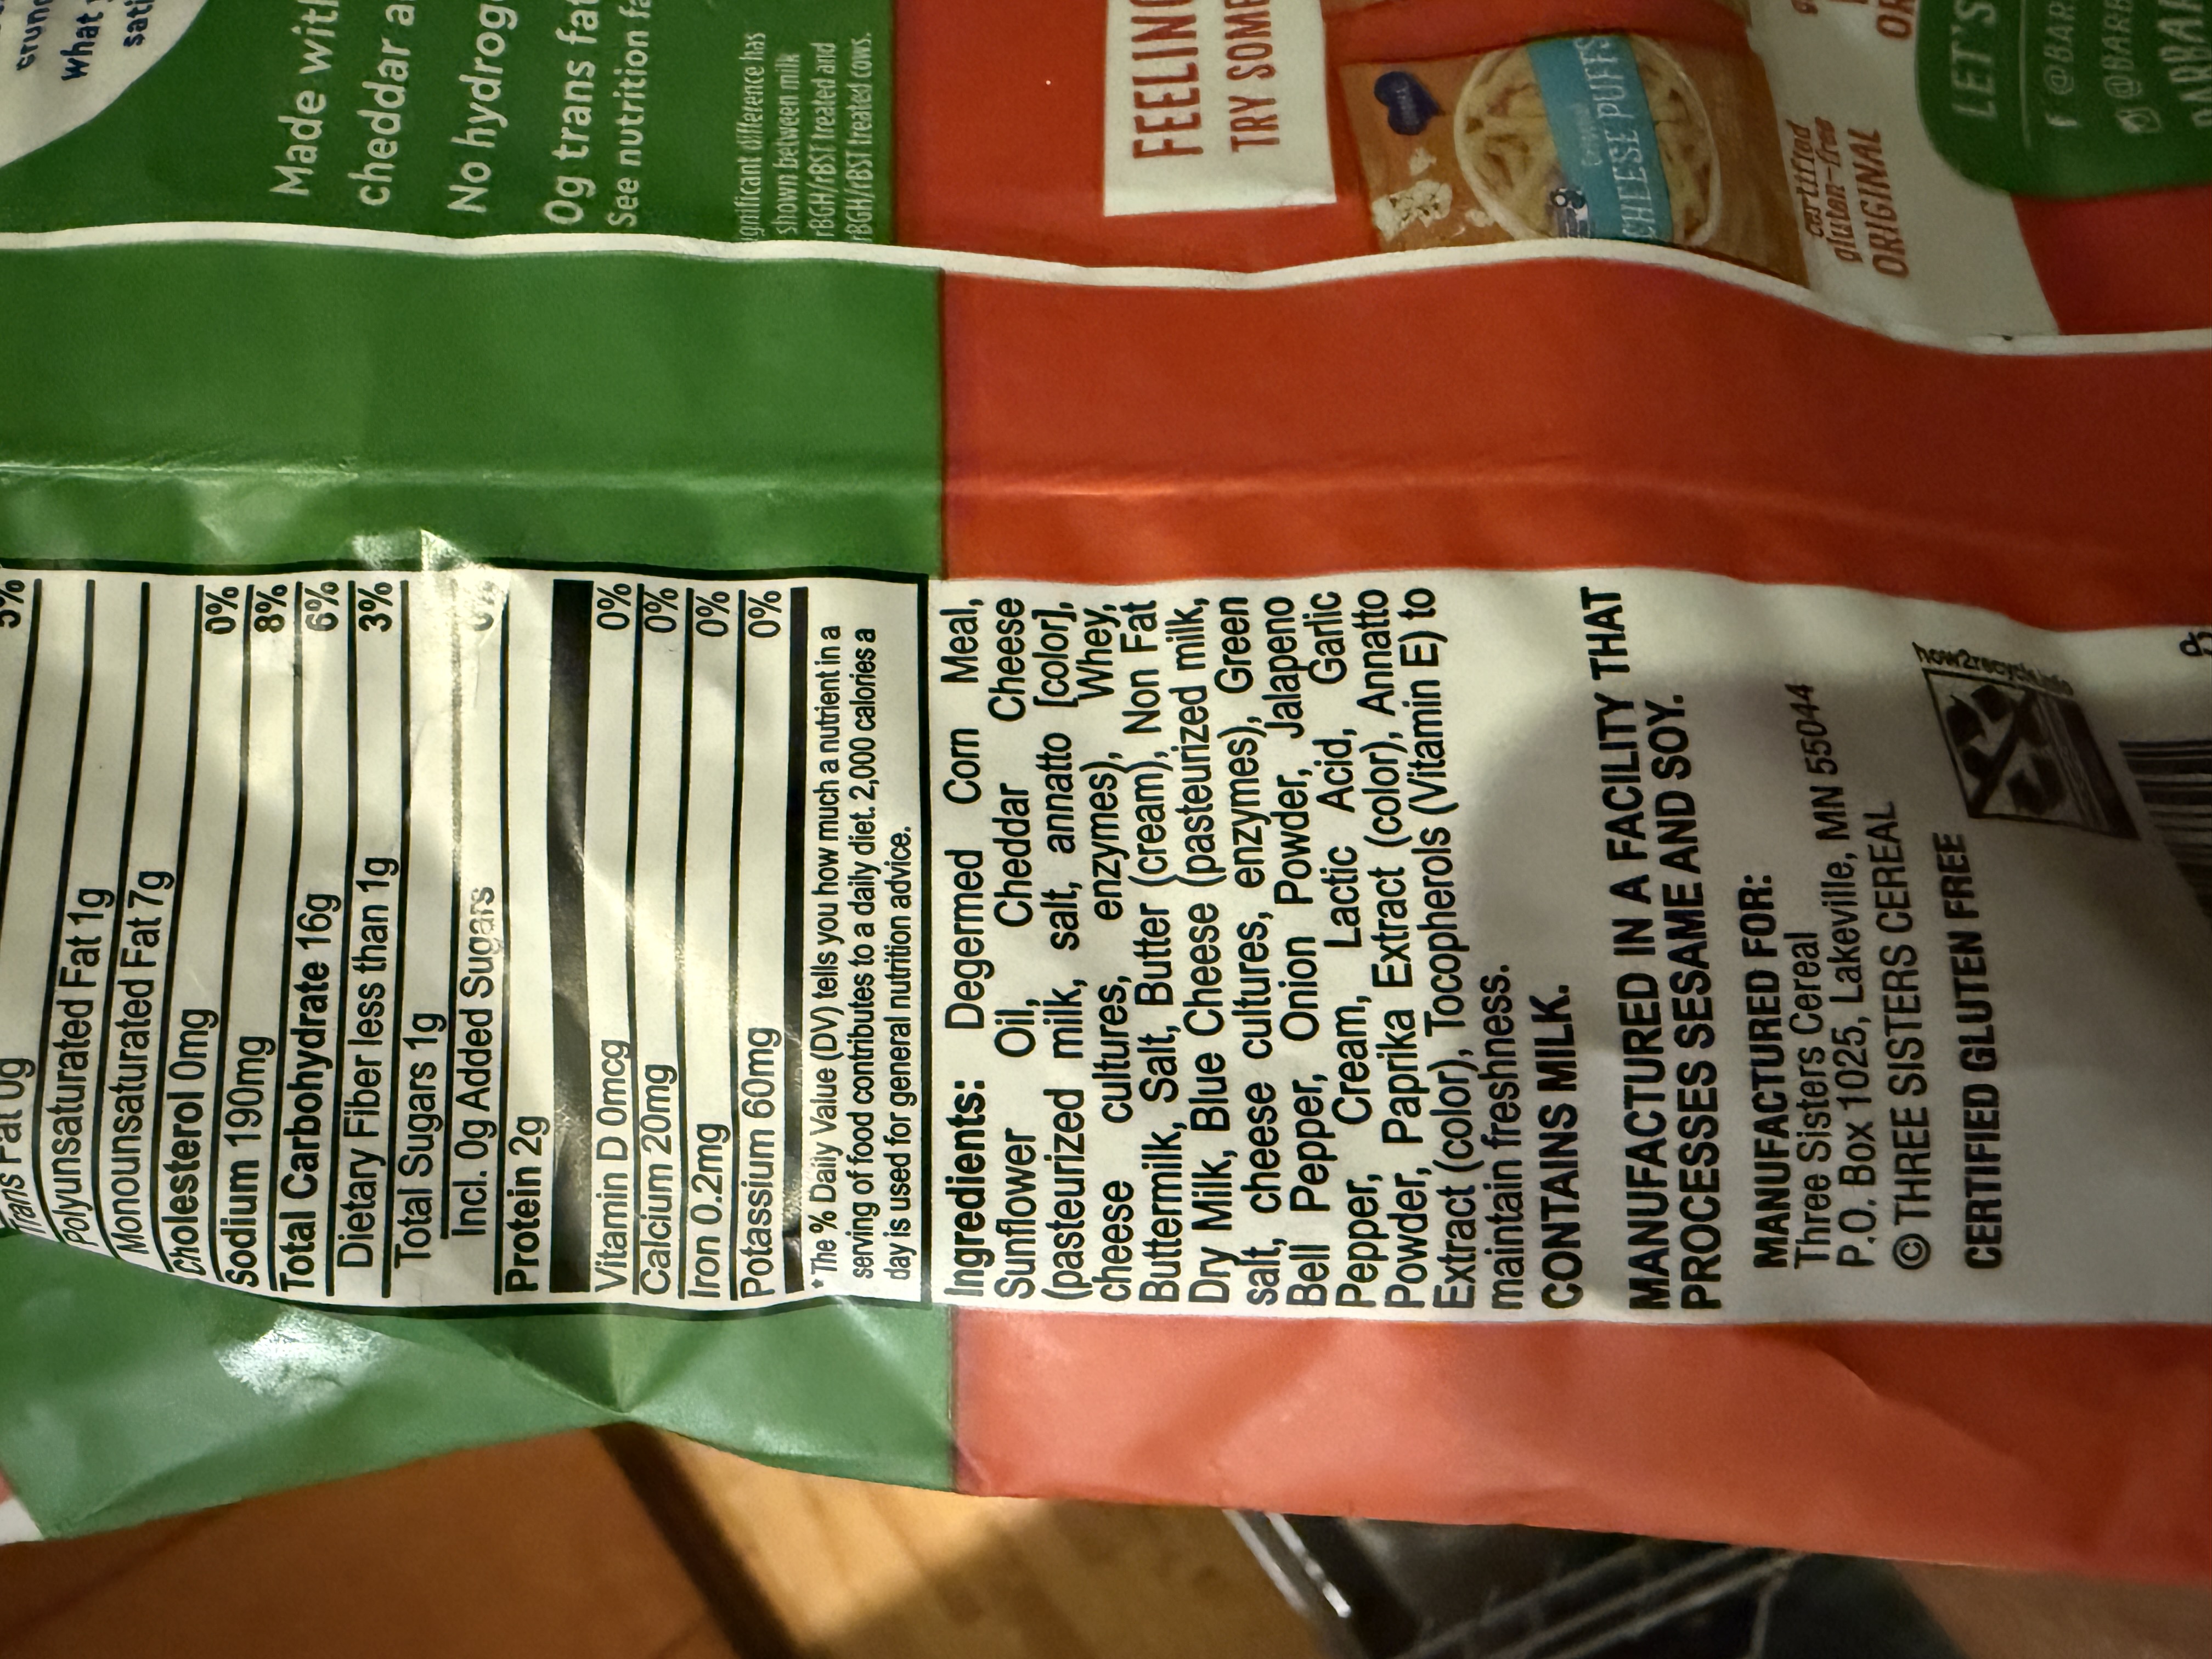 what
Made with
cheddar a
No hydrog
0g trans fat
See nutrition fa
ignificant difference has
shown between milk
rBGH/rBST treated and
rBGH/rBST treated cows.
FEELING
TRY SOME
CHEESE PUFFS
certified
gluten-free
ORIGINAL
LET'S
Trans Fat 0g
Polyunsaturated Fat 1g
Monounsaturated Fat 7g
Cholesterol 0mg 0%
Sodium 190mg 8%
Total Carbohydrate 16g 6%
Dietary Fiber less than 1g 3%
Total Sugars 1g
Incl. 0g Added Sugars 0%
Protein 2g
Vitamin D 0mcg 0%
Calcium 20mg 0%
Iron 0.2mg 0%
Potassium 60mg 0%
*The % Daily Value (DV) tells you how much a nutrient in a
serving of food contributes to a daily diet. 2,000 calories a
day is used for general nutrition advice.
Ingredients: Degermed Corn Meal,
Sunflower Oil, Cheddar Cheese
(pasteurized milk, salt, annatto [color],
cheese cultures, enzymes), Whey,
Buttermilk, Salt, Butter (cream), Non Fat
Dry Milk, Blue Cheese (pasteurized milk,
salt, cheese cultures, enzymes), Green
Bell Pepper, Onion Powder, Jalapeno
Pepper, Cream, Lactic Acid, Garlic
Powder, Paprika Extract (color), Annatto
Extract (color), Tocopherols (Vitamin E) to
maintain freshness.
CONTAINS MILK.
MANUFACTURED IN A FACILITY THAT
PROCESSES SESAME AND SOY.
MANUFACTURED FOR:
Three Sisters Cereal
P.O. Box 1025, Lakeville, MN 55044
© THREE SISTERS CEREAL
CERTIFIED GLUTEN FREE
how2recycle.info